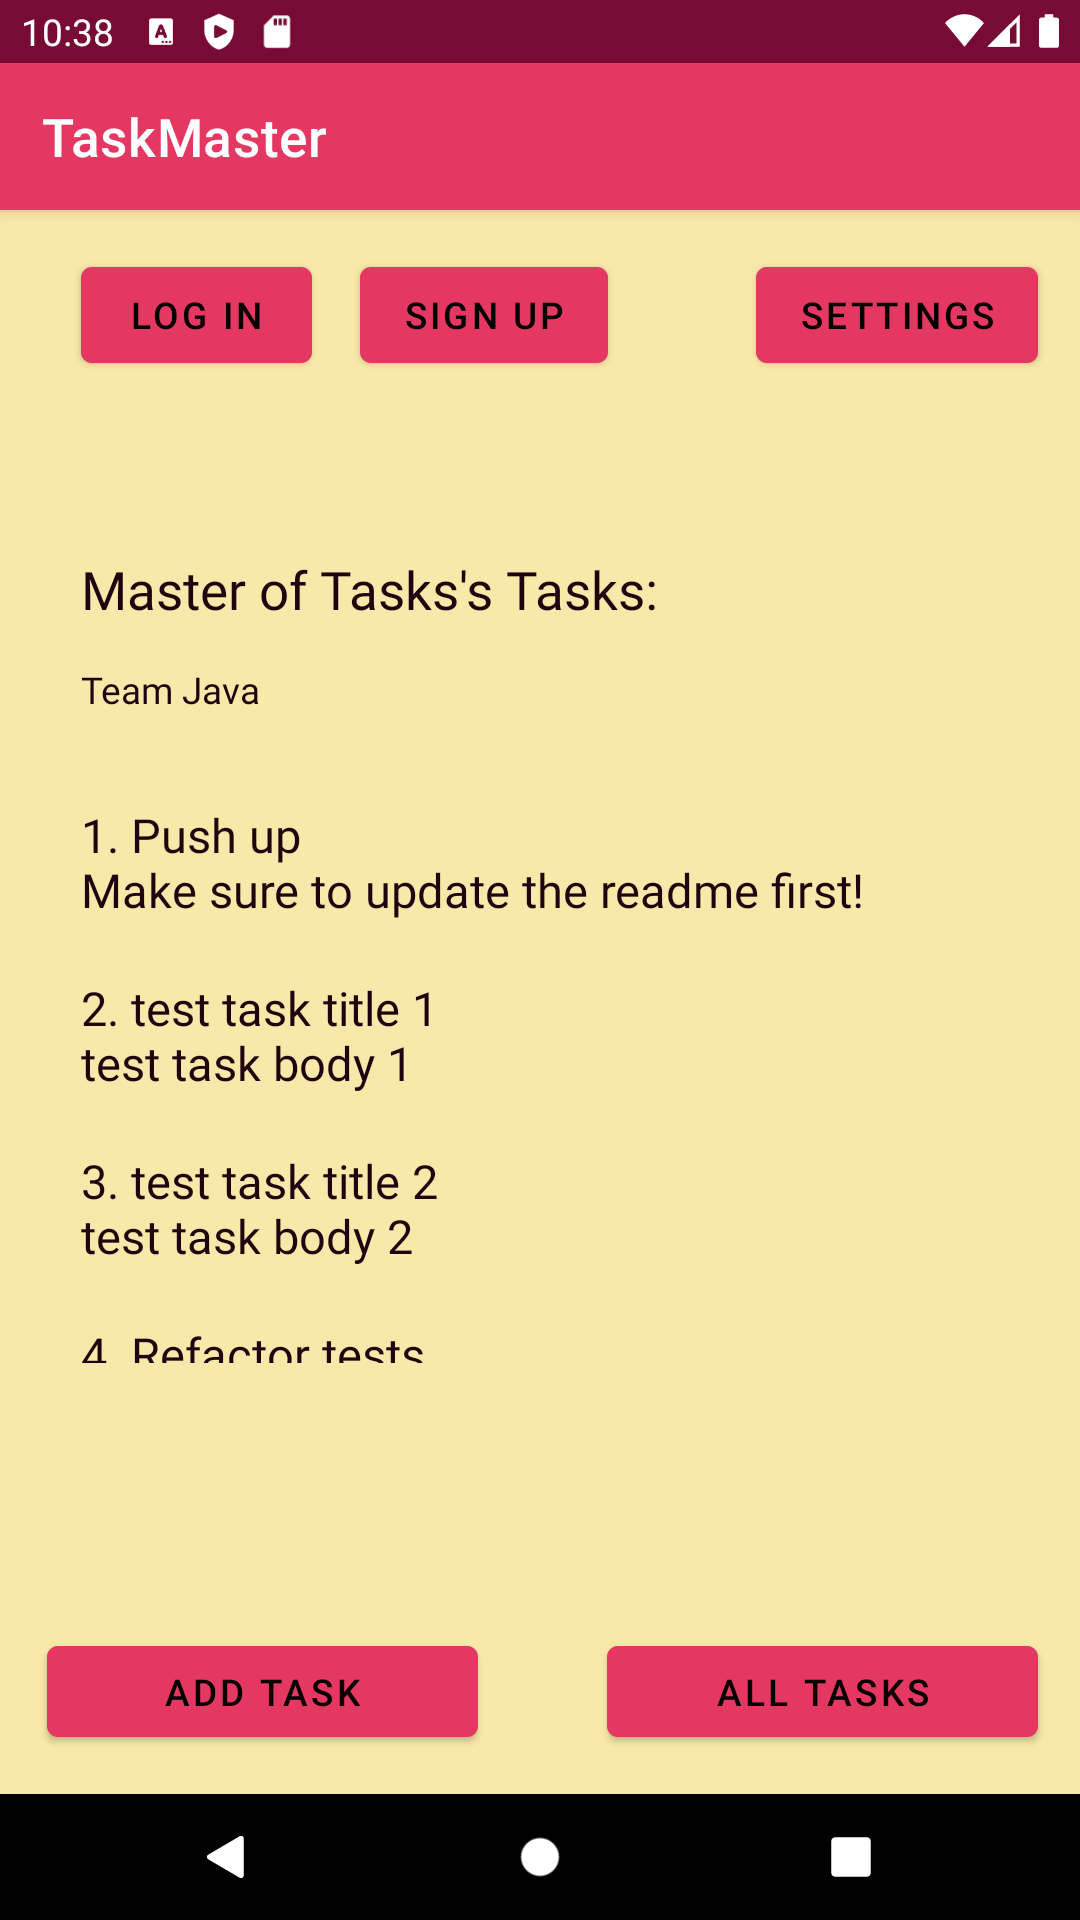 10:38
TaskMaster
LOG IN SIGN UP SETTINGS
Master of Tasks's Tasks:
Team Java
1. Push up
Make sure to update the readme first!
2. test task title 1
test task body 1
3. test task title 2
test task body 2
4. Refactor tests
ADD TASK ALL TASKS